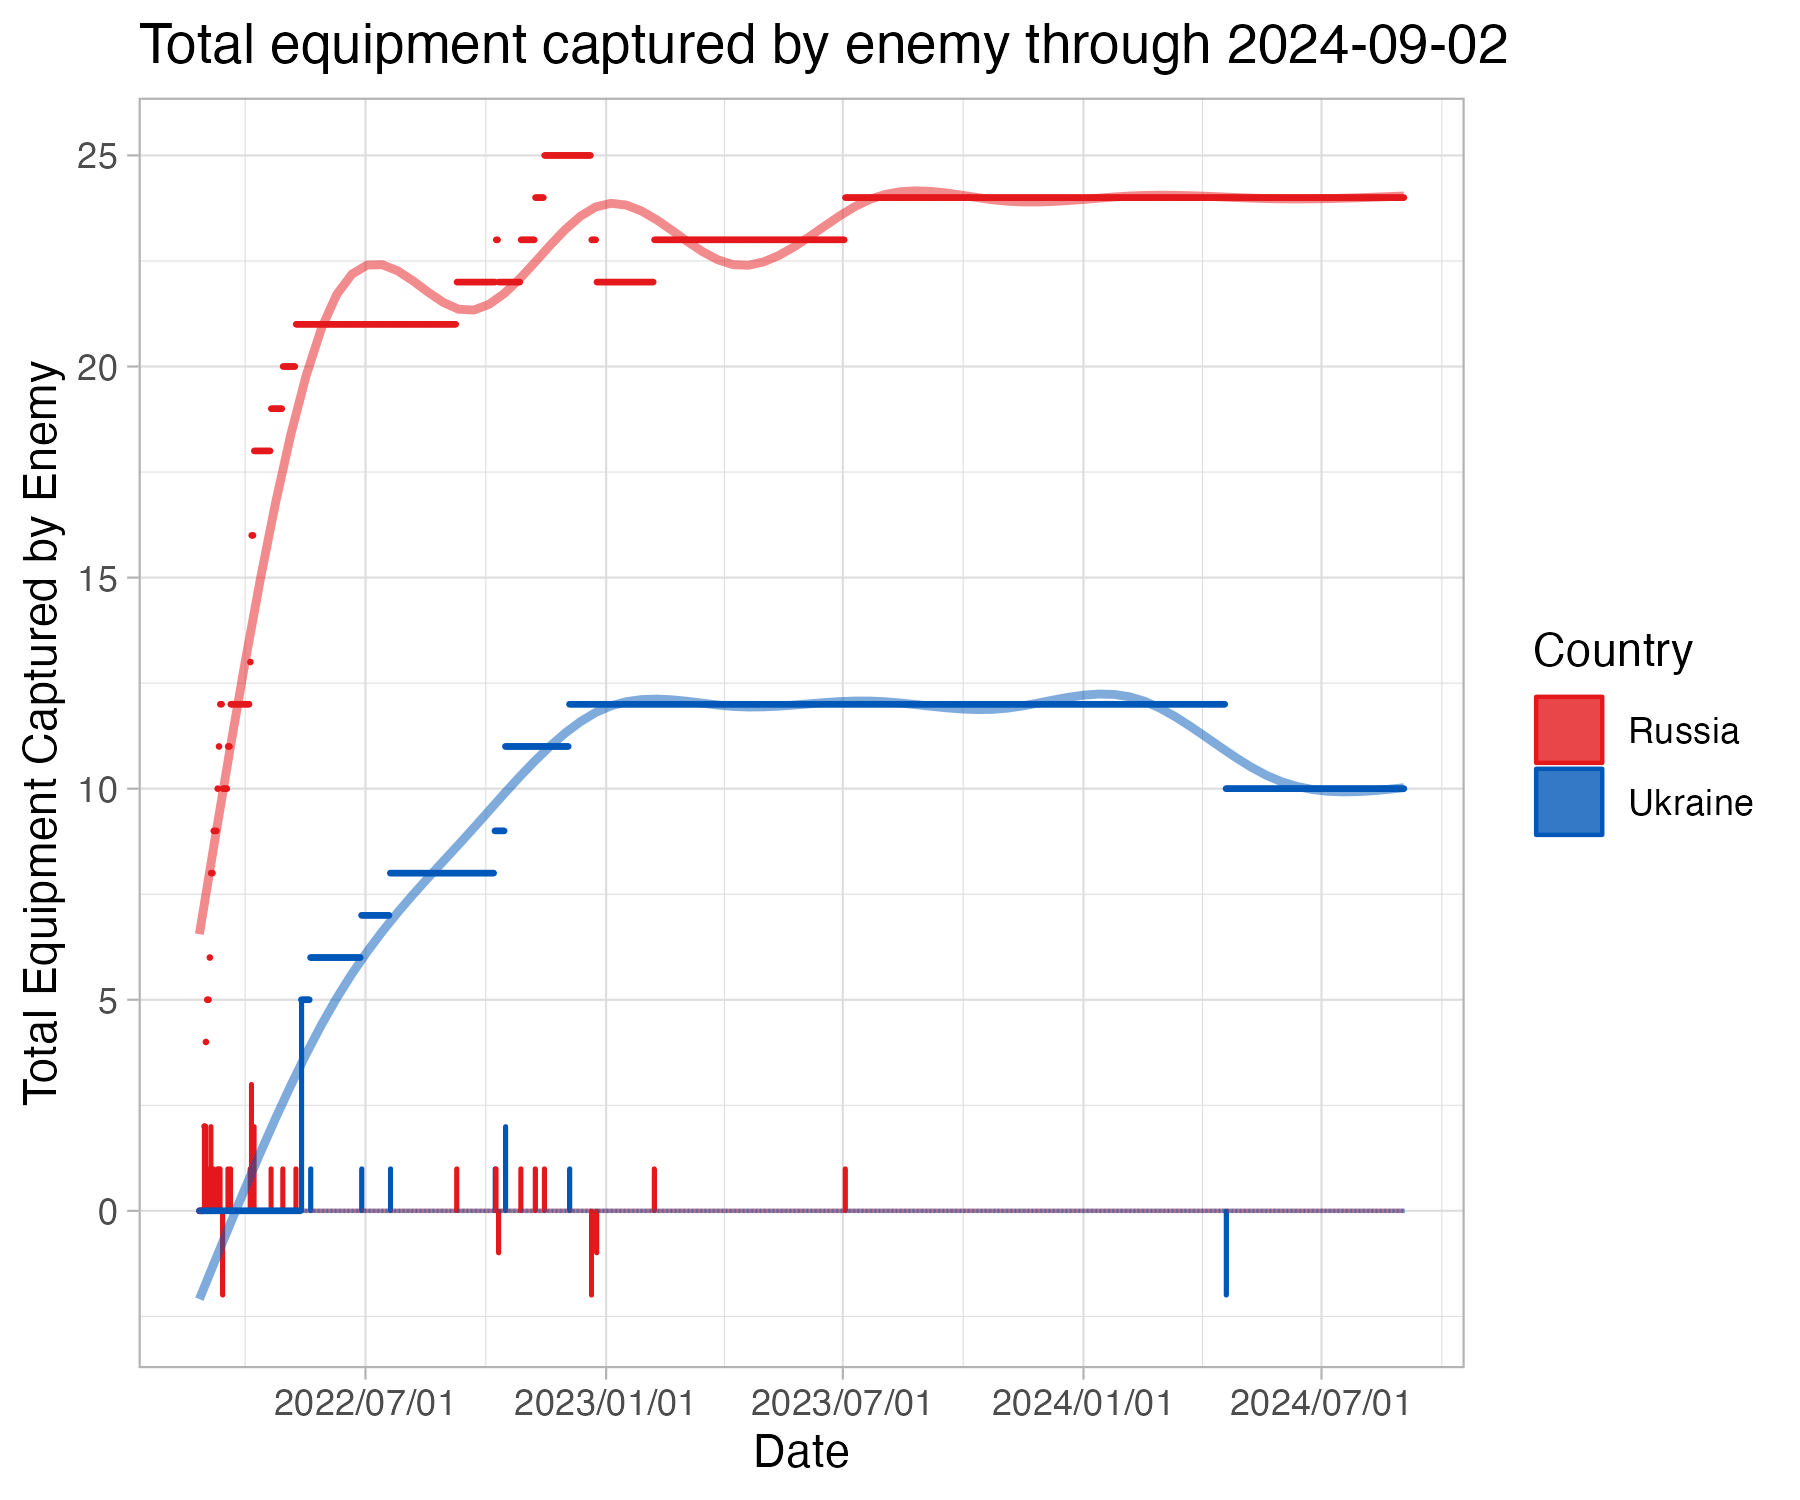 Total equipment captured by enemy through 2024-09-02
Total Equipment Captured by Enemy
25
20
15
10
5
0
2022/07/01
2023/01/01
2023/07/01
2024/01/01
2024/07/01
Date
Country
Russia
Ukraine